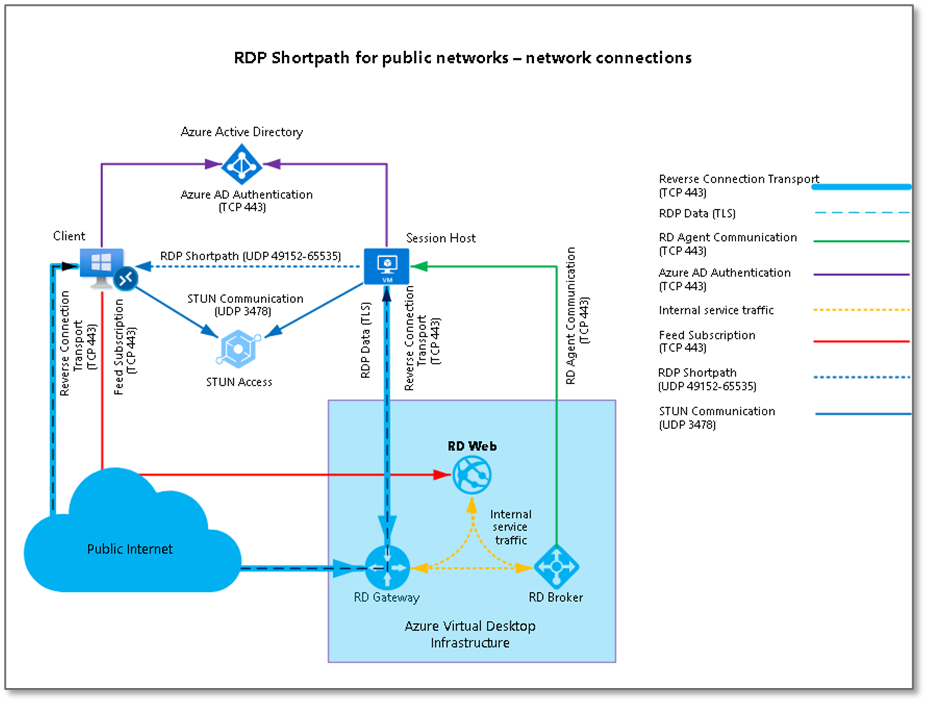 RDP Shortpath for public networks – network connections
Azure Active Directory
Azure AD Authentication
(TCP 443)
Client
Session Host
RDP Shortpath (UDP 49152-65535)
VM
STUN Communication
(UDP 3478)
STUN Access
Reverse Connection
Transport
(TCP 443)
Feed Subscription
(TCP 443)
RDP Data (TLS)
Reverse Connection
Transport
(TCP 443)
RD Agent Communication
(TCP 443)
RD Web
Internal
service
traffic
Public Internet
RD Gateway
RD Broker
Azure Virtual Desktop
Infrastructure
Reverse Connection Transport
(TCP 443)
RDP Data (TLS)
RD Agent Communication
(TCP 443)
Azure AD Authentication
(TCP 443)
Internal service traffic
Feed Subscription
(TCP 443)
RDP Shortpath
(UDP 49152-65535)
STUN Communication
(UDP 3478)